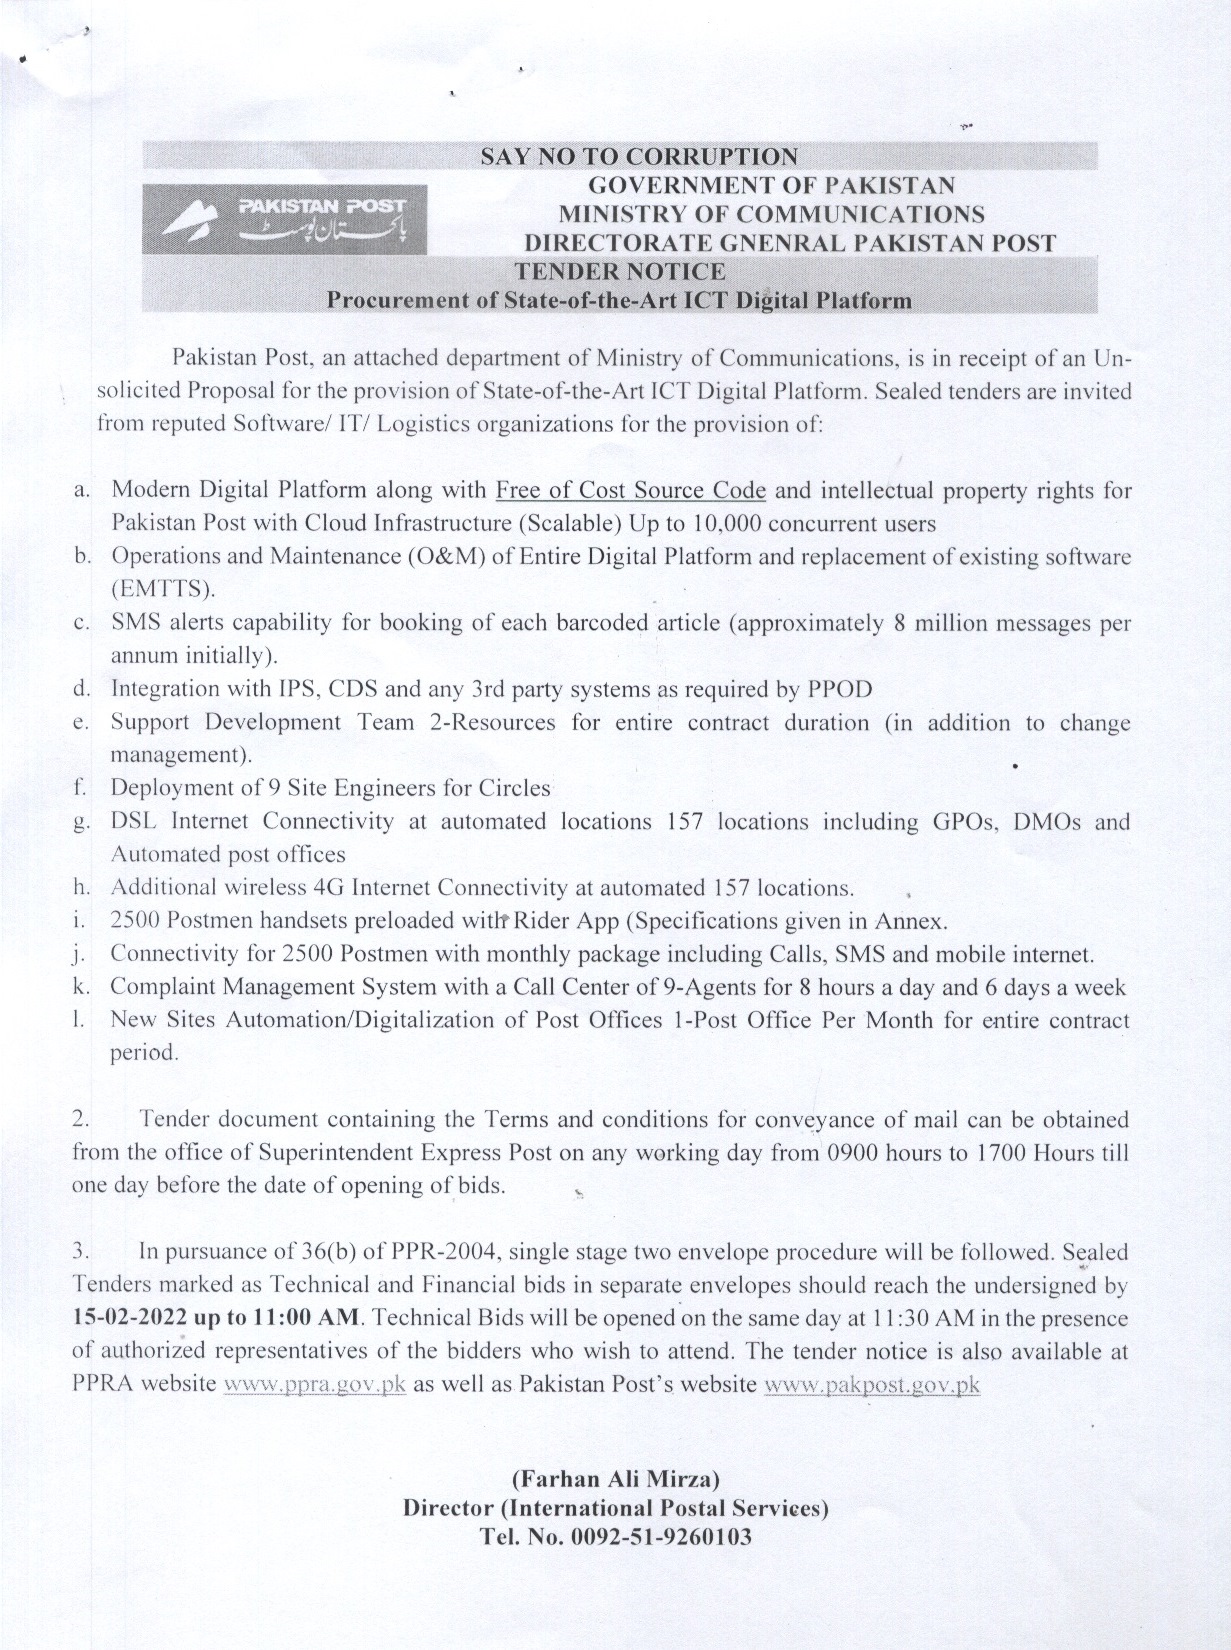 SAY NO TO CORRUPTION
PAKISTAN POST
پاکستان پوسٹ
GOVERNMENT OF PAKISTAN
MINISTRY OF COMMUNICATIONS
DIRECTORATE GNENRAL PAKISTAN POST
TENDER NOTICE
Procurement of State-of-the-Art ICT Digital Platform
Pakistan Post, an attached department of Ministry of Communications, is in receipt of an Un-
solicited Proposal for the provision of State-of-the-Art ICT Digital Platform. Sealed tenders are invited
from reputed Software/ IT/ Logistics organizations for the provision of:
a. Modern Digital Platform along with Free of Cost Source Code and intellectual property rights for
Pakistan Post with Cloud Infrastructure (Scalable) Up to 10,000 concurrent users
b. Operations and Maintenance (O&M) of Entire Digital Platform and replacement of existing software
(EMTTS).
c. SMS alerts capability for booking of each barcoded article (approximately 8 million messages per
annum initially).
d. Integration with IPS, CDS and any 3rd party systems as required by PPOD
e. Support Development Team 2-Resources for entire contract duration (in addition to change
management).
f. Deployment of 9 Site Engineers for Circles
g. DSL Internet Connectivity at automated locations 157 locations including GPOs, DMOs and
Automated post offices
h. Additional wireless 4G Internet Connectivity at automated 157 locations.
i. 2500 Postmen handsets preloaded with Rider App (Specifications given in Annex.
j. Connectivity for 2500 Postmen with monthly package including Calls, SMS and mobile internet.
k. Complaint Management System with a Call Center of 9-Agents for 8 hours a day and 6 days a week
l. New Sites Automation/Digitalization of Post Offices 1-Post Office Per Month for entire contract
period.
2. Tender document containing the Terms and conditions for conveyance of mail can be obtained
from the office of Superintendent Express Post on any working day from 0900 hours to 1700 Hours till
one day before the date of opening of bids.
3. In pursuance of 36(b) of PPR-2004, single stage two envelope procedure will be followed. Sealed
Tenders marked as Technical and Financial bids in separate envelopes should reach the undersigned by
15-02-2022 up to 11:00 AM. Technical Bids will be opened on the same day at 11:30 AM in the presence
of authorized representatives of the bidders who wish to attend. The tender notice is also available at
PPRA website www.ppra.gov.pk as well as Pakistan Post's website www.pakpost.gov.pk
(Farhan Ali Mirza)
Director (International Postal Services)
Tel. No. 0092-51-9260103